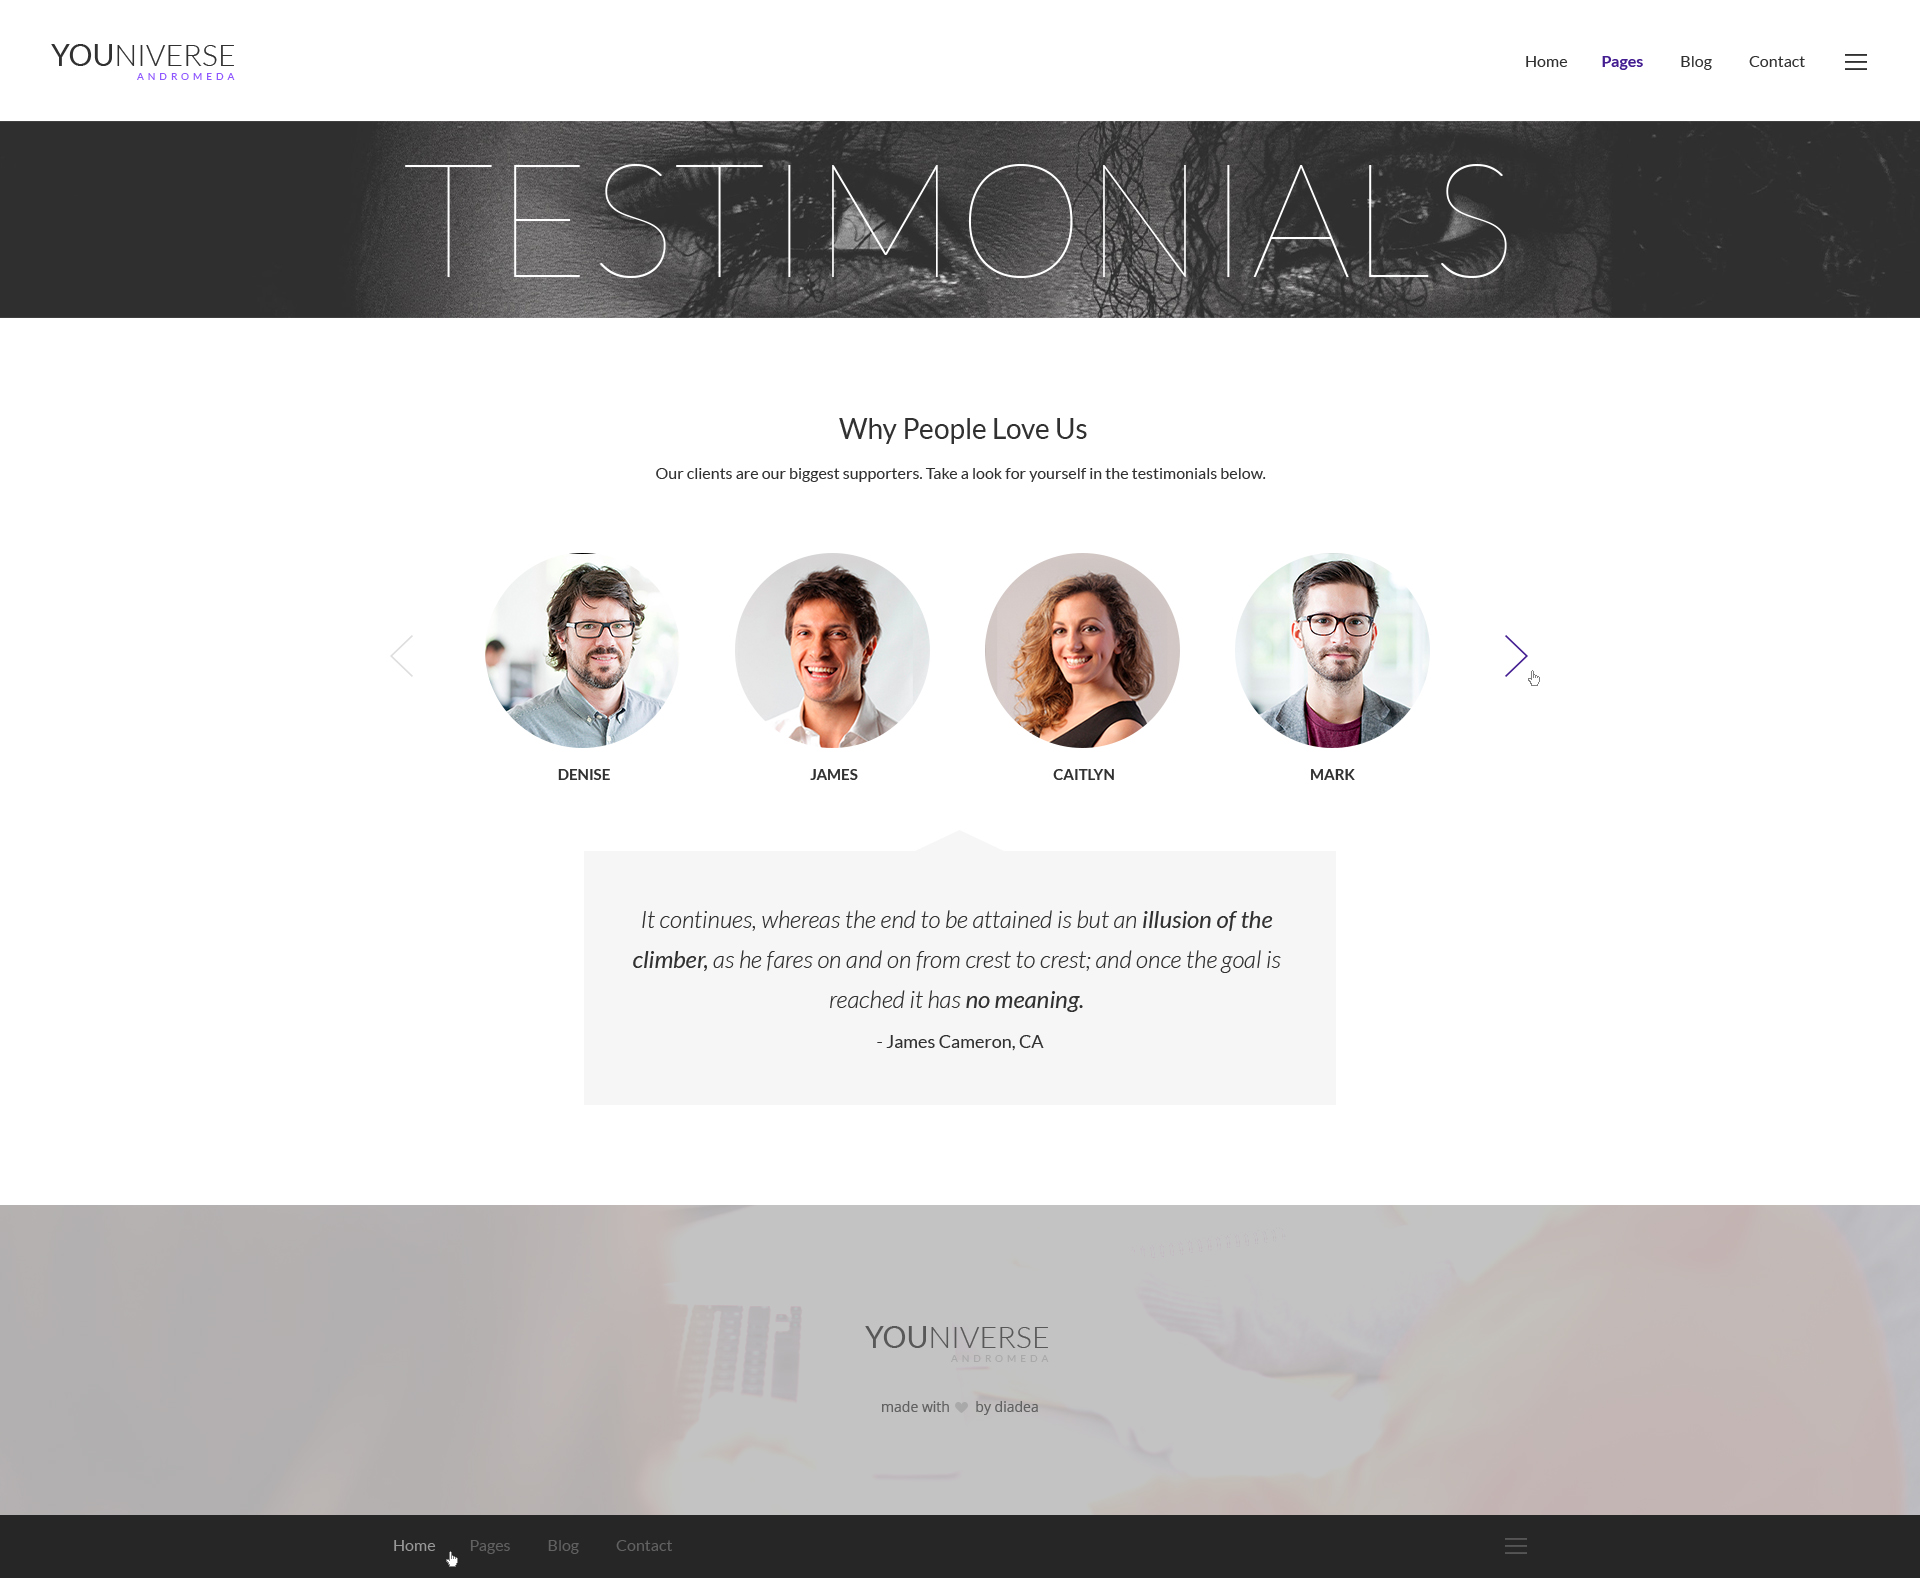 YOUNIVERSE
ANDROMEDA
Home Pages Blog Contact
TESTIMONIALS
Why People Love Us
Our clients are our biggest supporters. Take a look for yourself in the testimonials below.
DENISE JAMES CAITLYN MARK
It continues, whereas the end to be attained is but an illusion of the
climber, as he fares on and on from crest to crest; and once the goal is
reached it has no meaning.
- James Cameron, CA
YOUNIVERSE
ANDROMEDA
made with by diadea
Home Pages Blog Contact